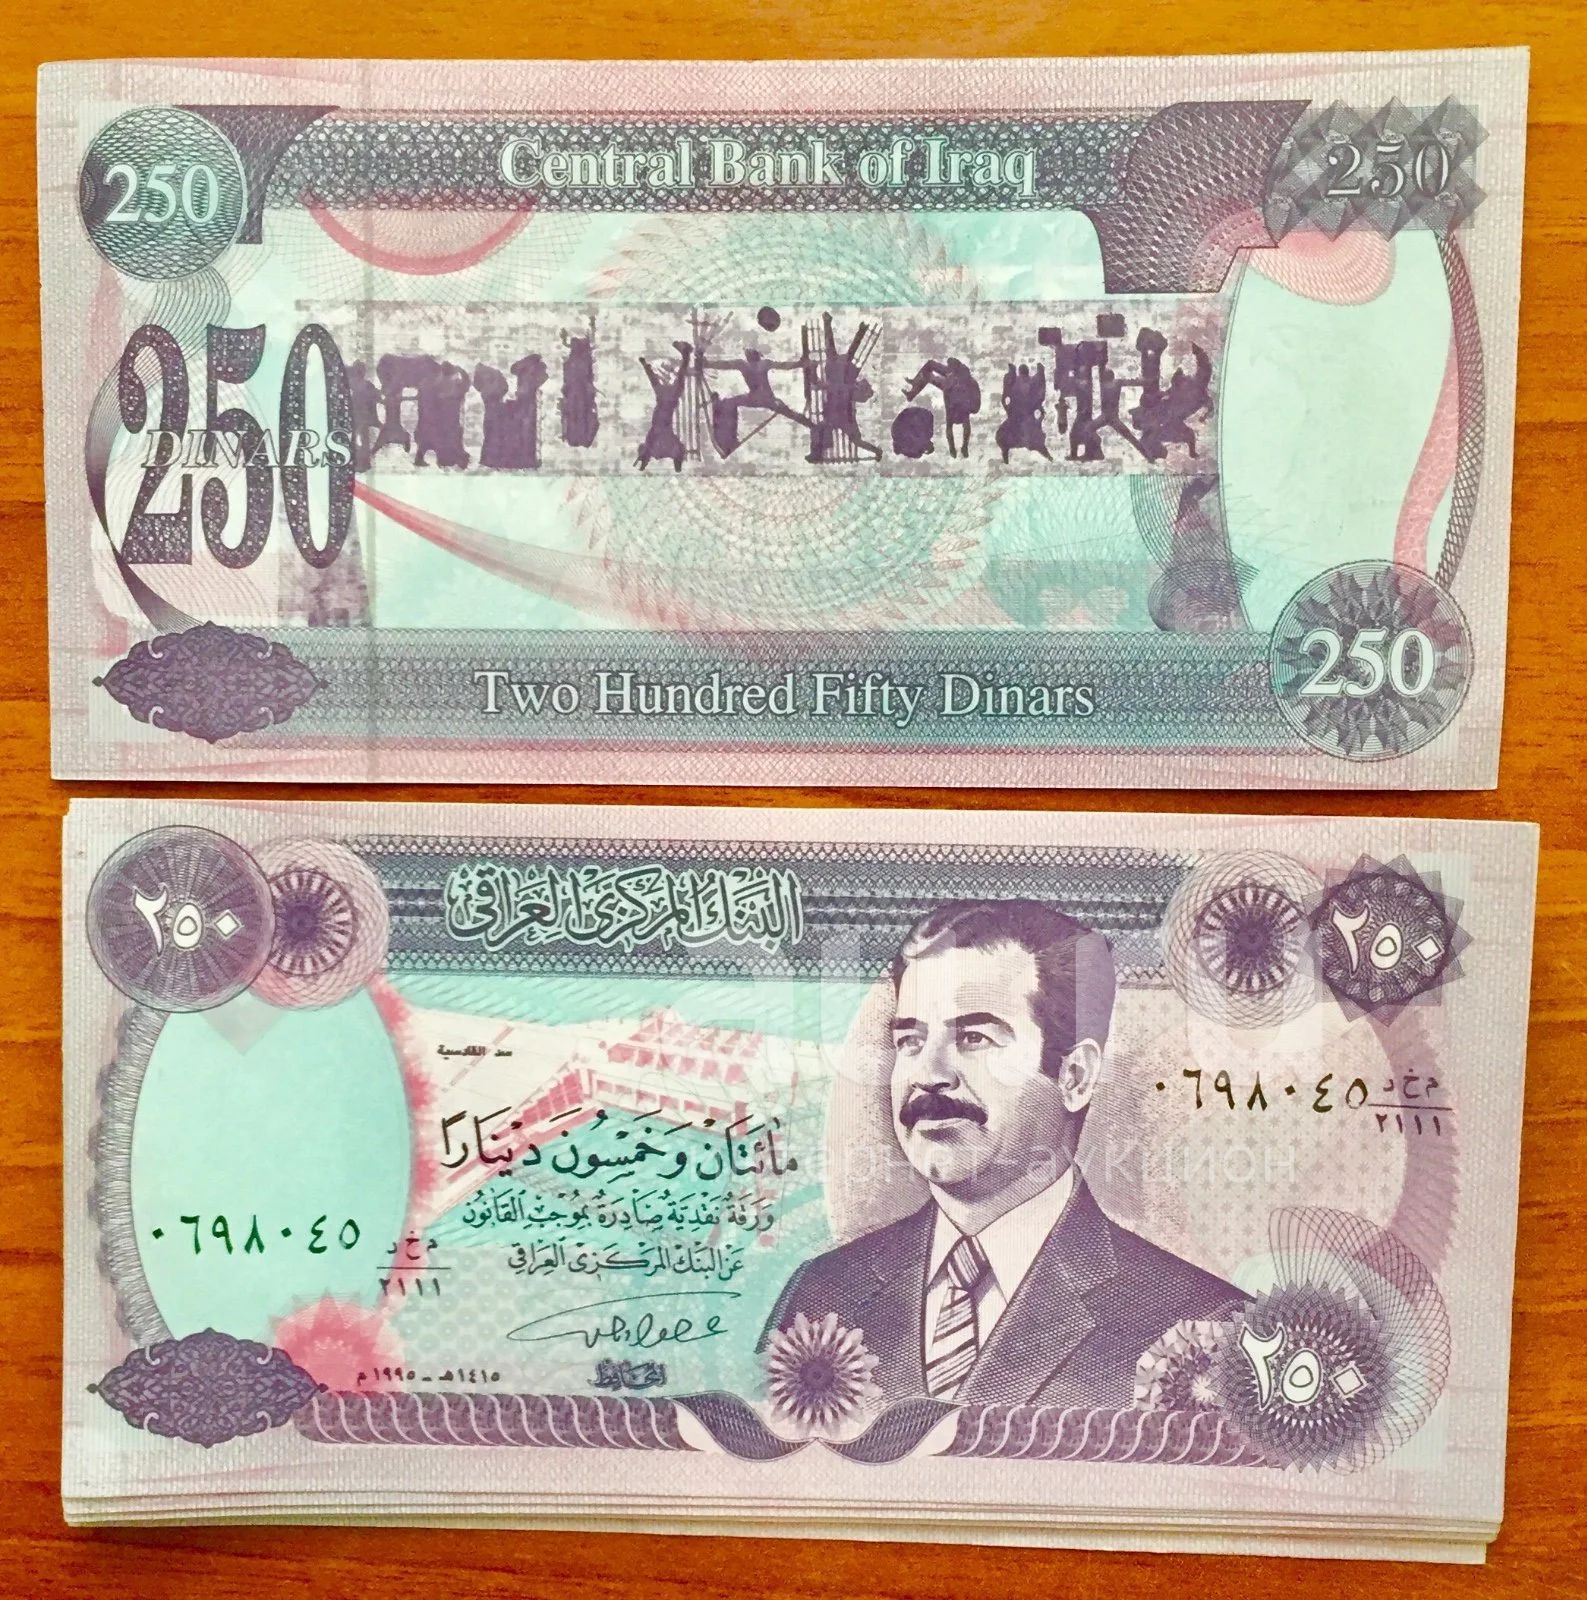 Central Bank of Iraq
250
250
250
DINARS
Two Hundred Fifty Dinars
250
البنك المركزي العراقي
٢٥٠
٢٥٠
سد القادسية
٠٦٩٨٠٤٥
م خ د
٢١١١
مائتان وخمسون دينارًا
ورقة نقدية صادرة بموجب القانون
عن البنك المركزي العراقي
٠٦٩٨٠٤٥
م خ د
٢١١١
المحافظ
١٤١٥هـ - ١٩٩٥م
٢٥٠